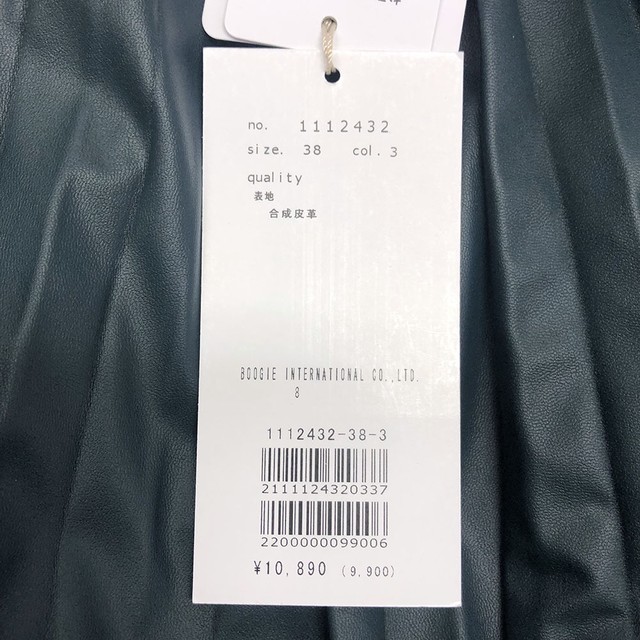 no. 1112432
size. 38 col. 3
quality
表地
合成皮革
BOOGIE INTERNATIONAL CO.,LTD.
8
1112432-38-3
2111124320337
2200000099006
¥10,890 (9,900)